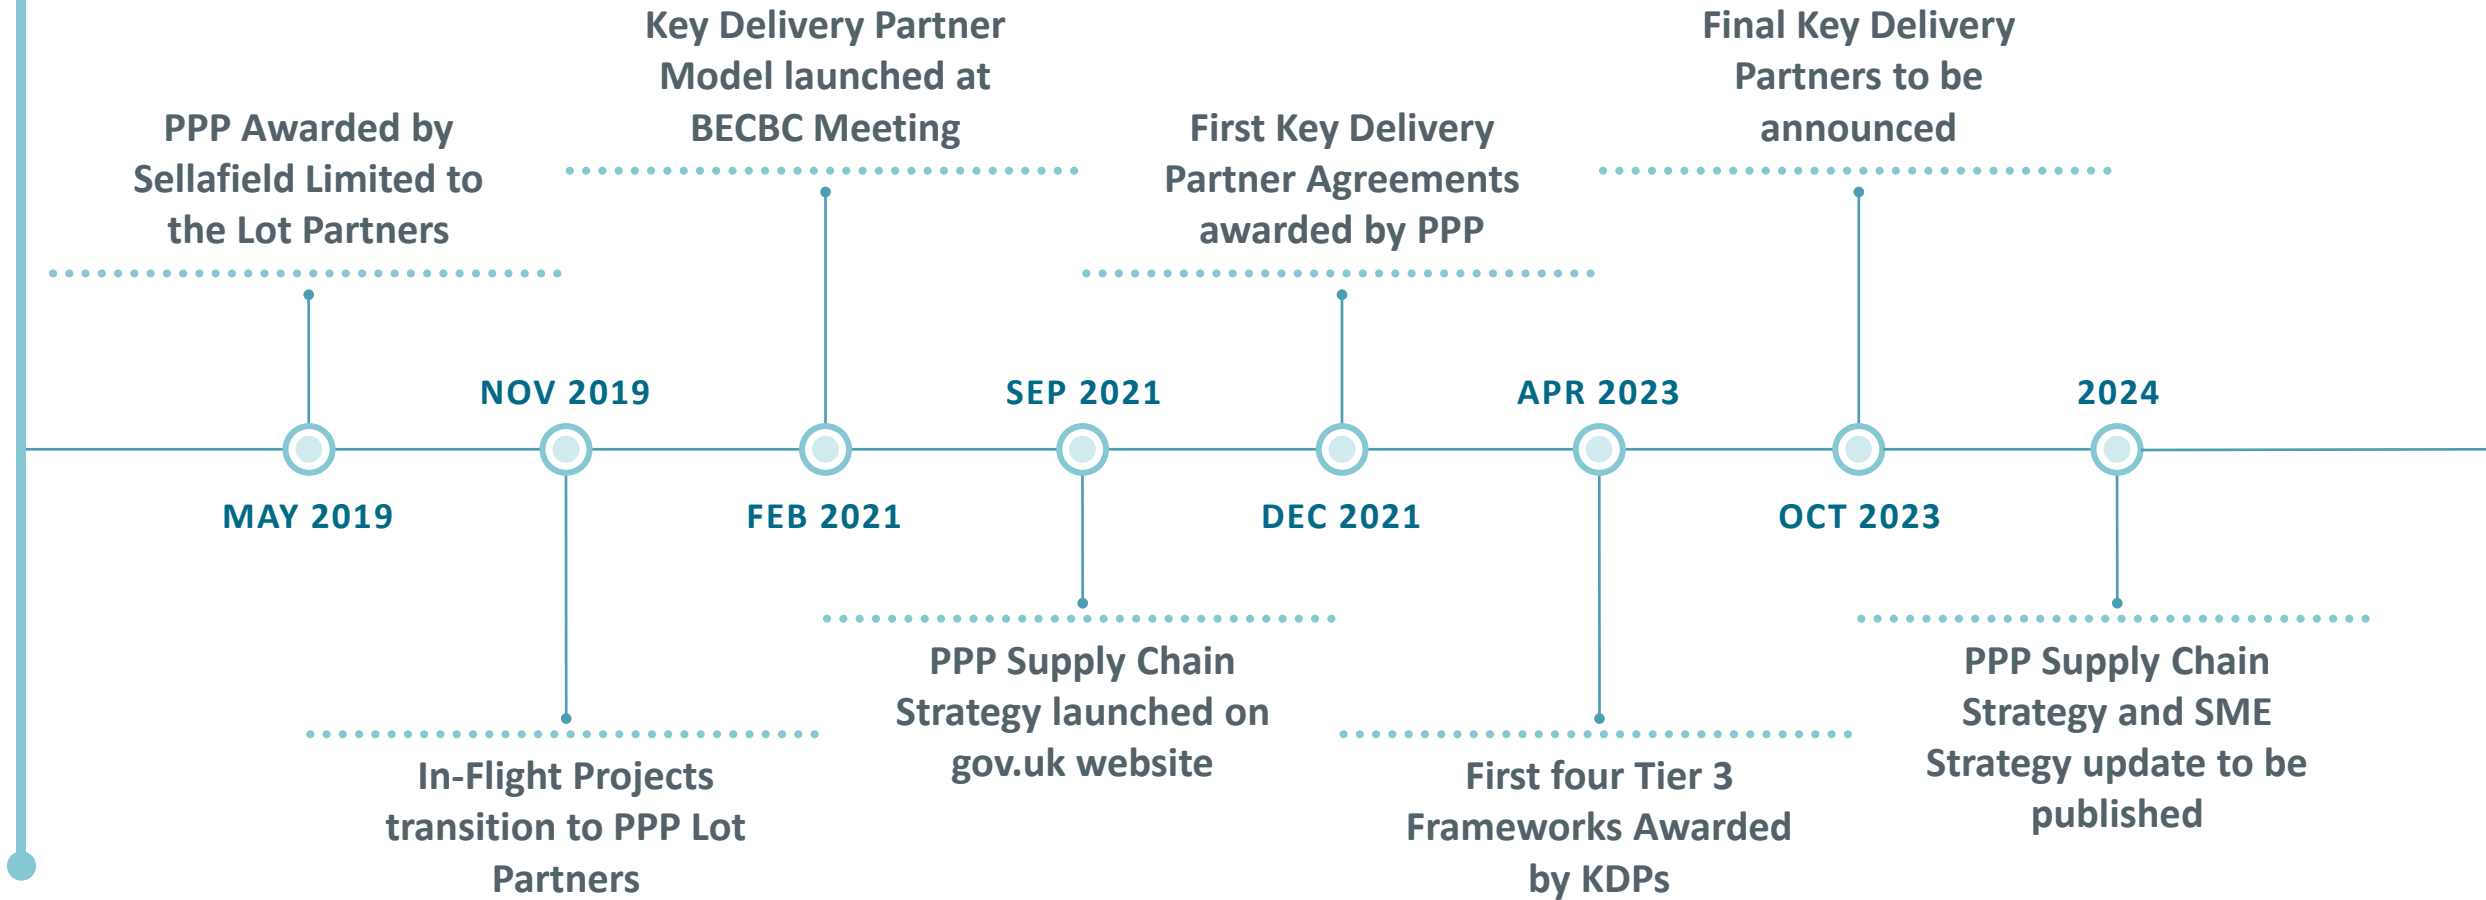 PPP Awarded by
Sellafield Limited to
the Lot Partners
MAY 2019
NOV 2019
In-Flight Projects
transition to PPP Lot
Partners
Key Delivery Partner
Model launched at
BECBC Meeting
FEB 2021
SEP 2021
PPP Supply Chain
Strategy launched on
gov.uk website
First Key Delivery
Partner Agreements
awarded by PPP
DEC 2021
APR 2023
First four Tier 3
Frameworks Awarded
by KDPs
Final Key Delivery
Partners to be
announced
OCT 2023
2024
PPP Supply Chain
Strategy and SME
Strategy update to be
published